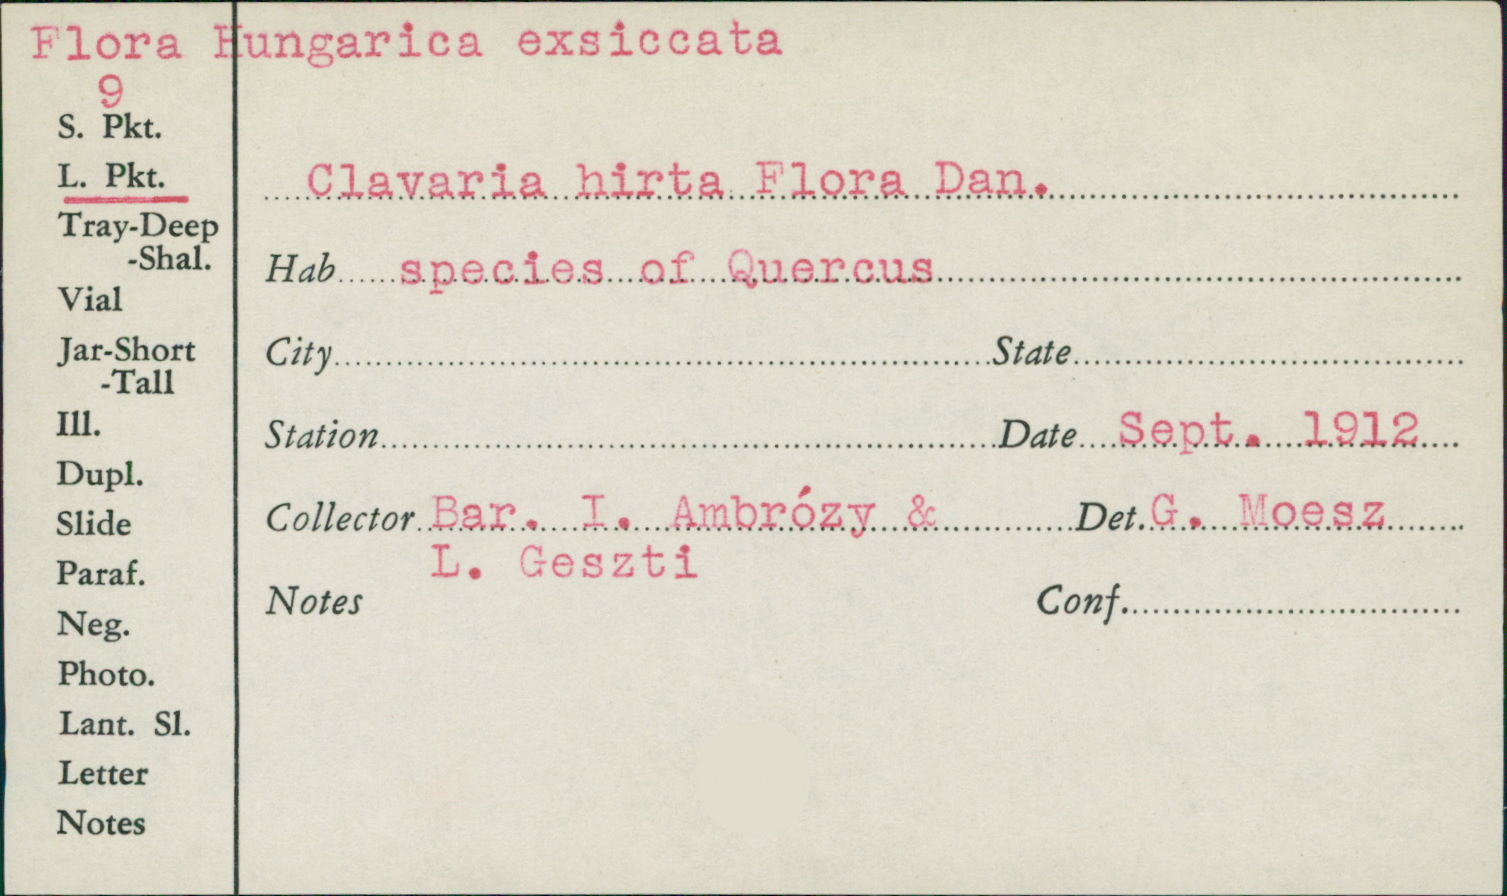 Flora Hungarica exsiccata
9
S. Pkt.
L. Pkt.
Tray-Deep
-Shal.
Vial
Jar-Short
-Tall
Ill.
Dupl.
Slide
Paraf.
Neg.
Photo.
Lant. Sl.
Letter
Notes
Clavaria hirta Flora Dan.
Hab species of Quercus
City State
Station Date Sept. 1912
Collector Bar. I. Ambrózy & Det. G. Moesz
L. Geszti
Notes Conf.